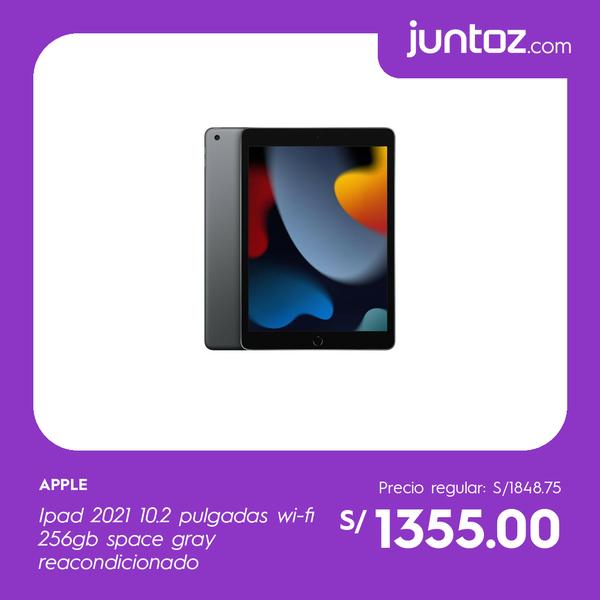 juntoz.com
APPLE
Ipad 2021 10.2 pulgadas wi-fi
256gb space gray
reacondicionado
Precio regular: S/1848.75
S/1355.00